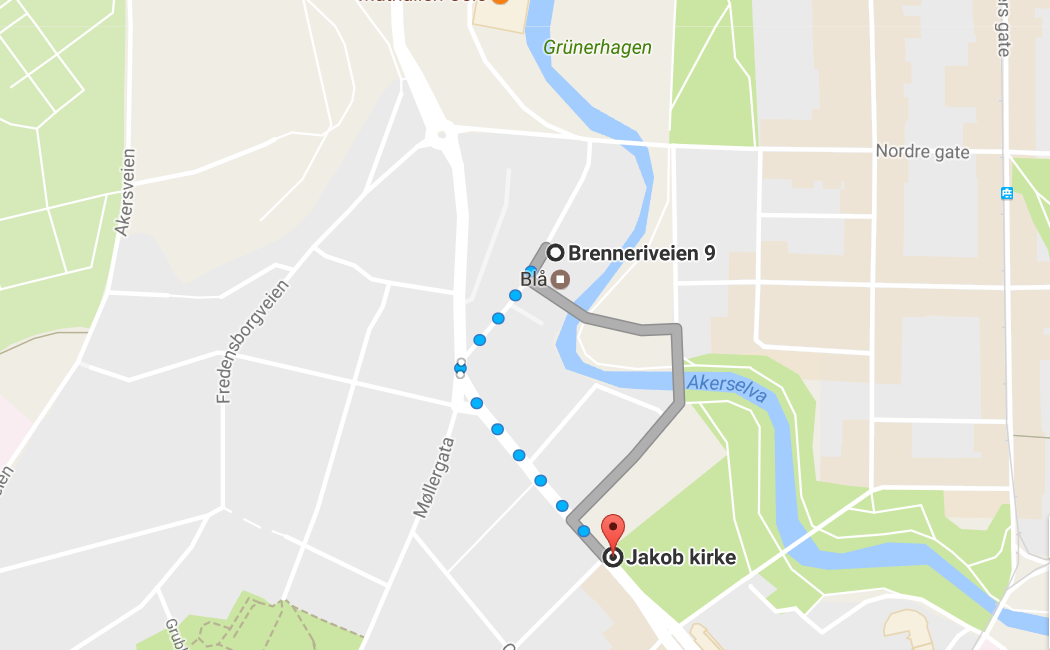 Grünerhagen
Nordre gate
Akersveien
Brenneriveien 9
Blå
Fredensborgveien
Akerselva
Møllergata
Jakob kirke